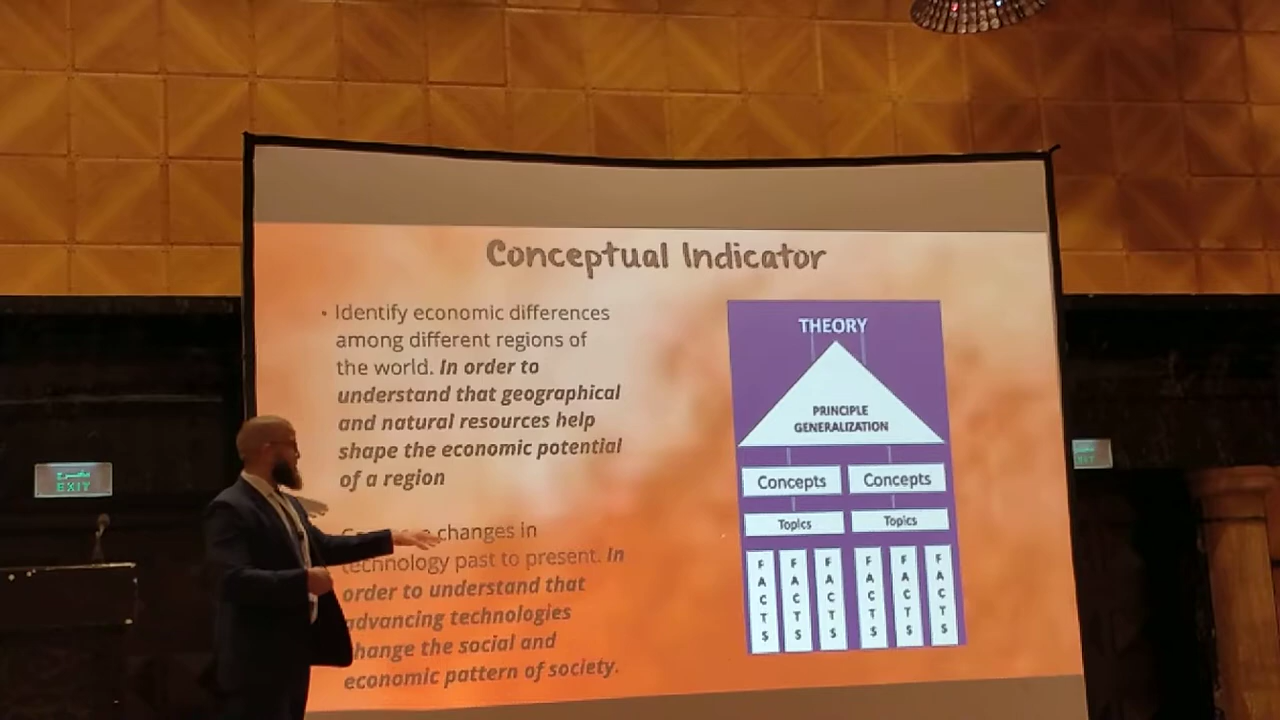 Conceptual Indicator
• Identify economic differences
among different regions of
the world. In order to
understand that geographical
and natural resources help
shape the economic potential
of a region
changes in
technology past to present. In
order to understand that
advancing technologies
change the social and
economic pattern of society.
THEORY
PRINCIPLE
GENERALIZATION
Concepts Concepts
Topics Topics
FACTS FACTS FACTS FACTS FACTS FACTS
مخرج
EXIT
EXIT